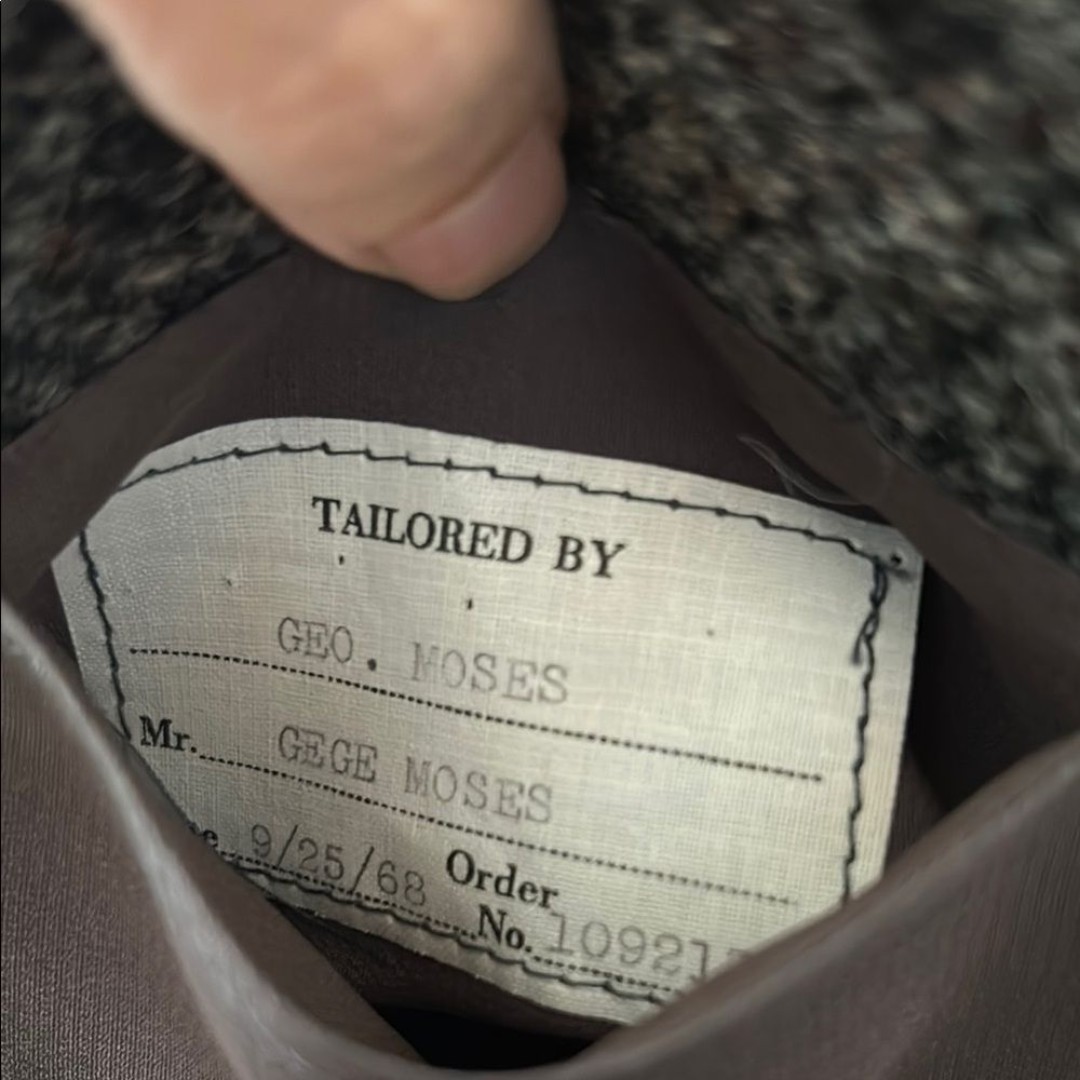 TAILORED BY
GEO. MOSES
Mr. GEGE MOSES
9/25/68 Order
No. 10921